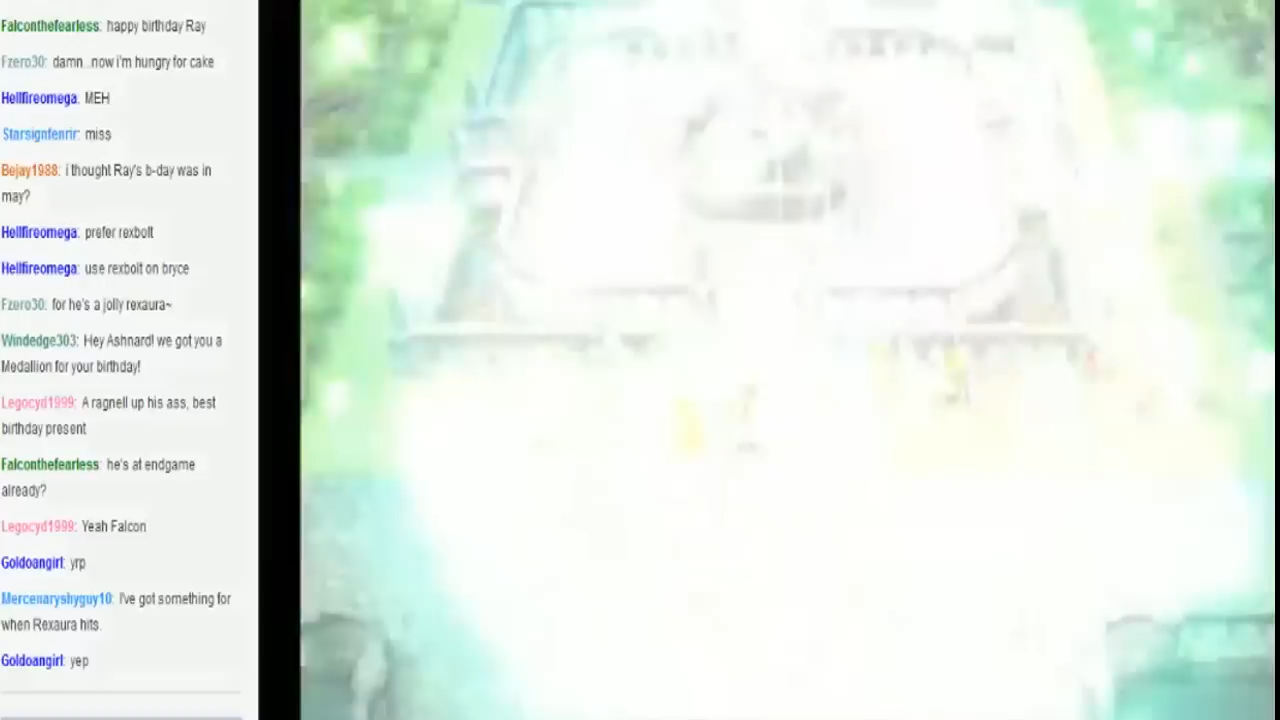 Falconthefearless: happy birthday Ray
Fzero30: damn...now i'm hungry for cake
Hellfireomega: MEH
Starsignfenrir: miss
Bejay1988: i thought Ray's b-day was in
may?
Hellfireomega: prefer rexbolt
Hellfireomega: use rexbolt on bryce
Fzero30: for he's a jolly rexaura~
Windedge303: Hey Ashnard! we got you a
Medallion for your birthday!
Legocyd1999: A ragnell up his ass, best
birthday present
Falconthefearless: he's at endgame
already?
Legocyd1999: Yeah Falcon
Goldoangirl: yrp
Mercenaryshyguy10: I've got something for
when Rexaura hits.
Goldoangirl: yep